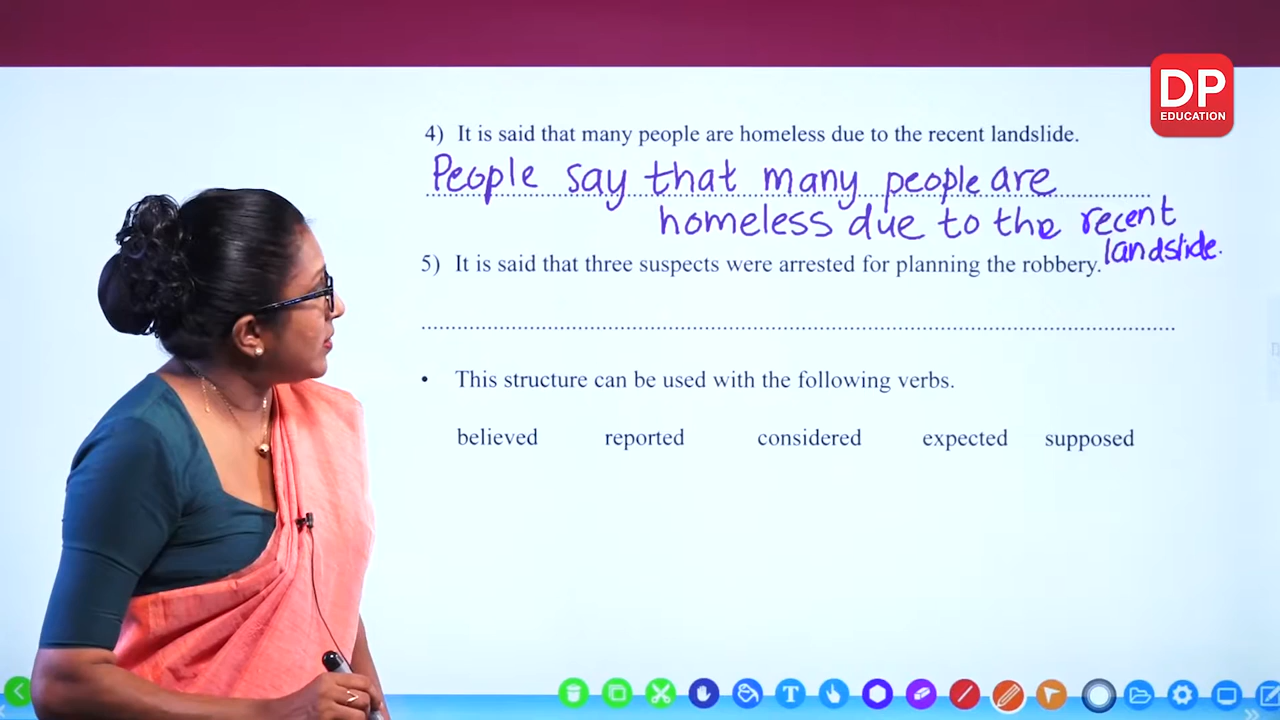 DP
EDUCATION
4) It is said that many people are homeless due to the recent landslide.
People say that many people are
homeless due to the recent
landslide.
5) It is said that three suspects were arrested for planning the robbery.
• This structure can be used with the following verbs.
believed reported considered expected supposed